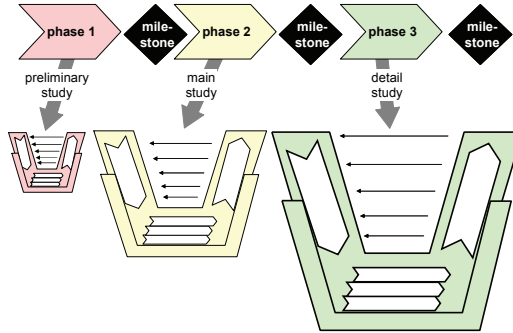 phase 1
mile-
stone
phase 2
mile-
stone
phase 3
mile-
stone
preliminary
study
main
study
detail
study